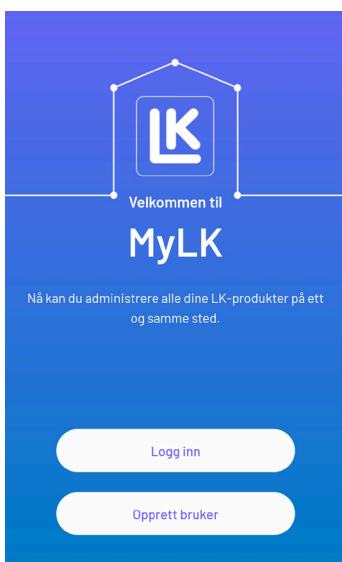 LK
Velkommen til
MyLK
Nå kan du administrere alle dine LK-produkter på ett
og samme sted.
Logg inn
Opprett bruker